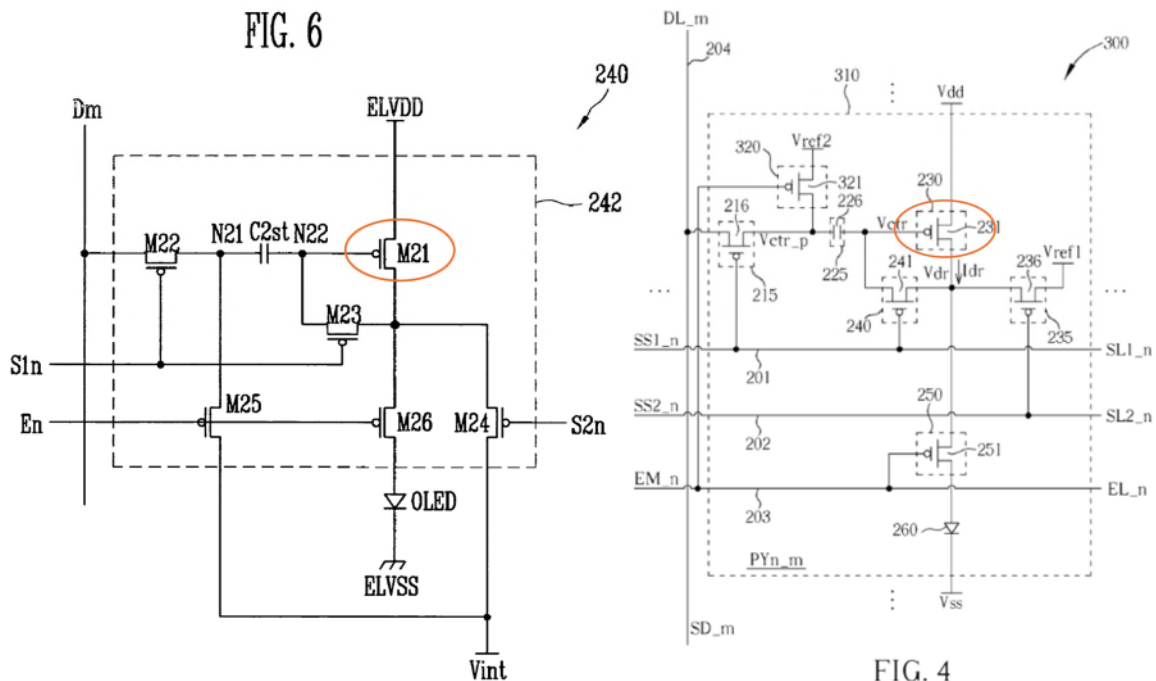 FIG. 6
240
Dm
ELVDD
242
M22
N21
C2st
N22
M21
M23
S1n
M25
En
M26
M24
S2n
OLED
ELVSS
Vint
DL_m
204
300
310
Vdd
Vref2
320
321
230
216
226
Vctr_p
Vctr
231
225
215
Vdr
Idr
241
236
Vref1
240
235
SS1_n
201
SL1_n
SS2_n
202
SL2_n
250
251
EM_n
203
EL_n
260
PYn_m
Vss
SD_m
FIG. 4